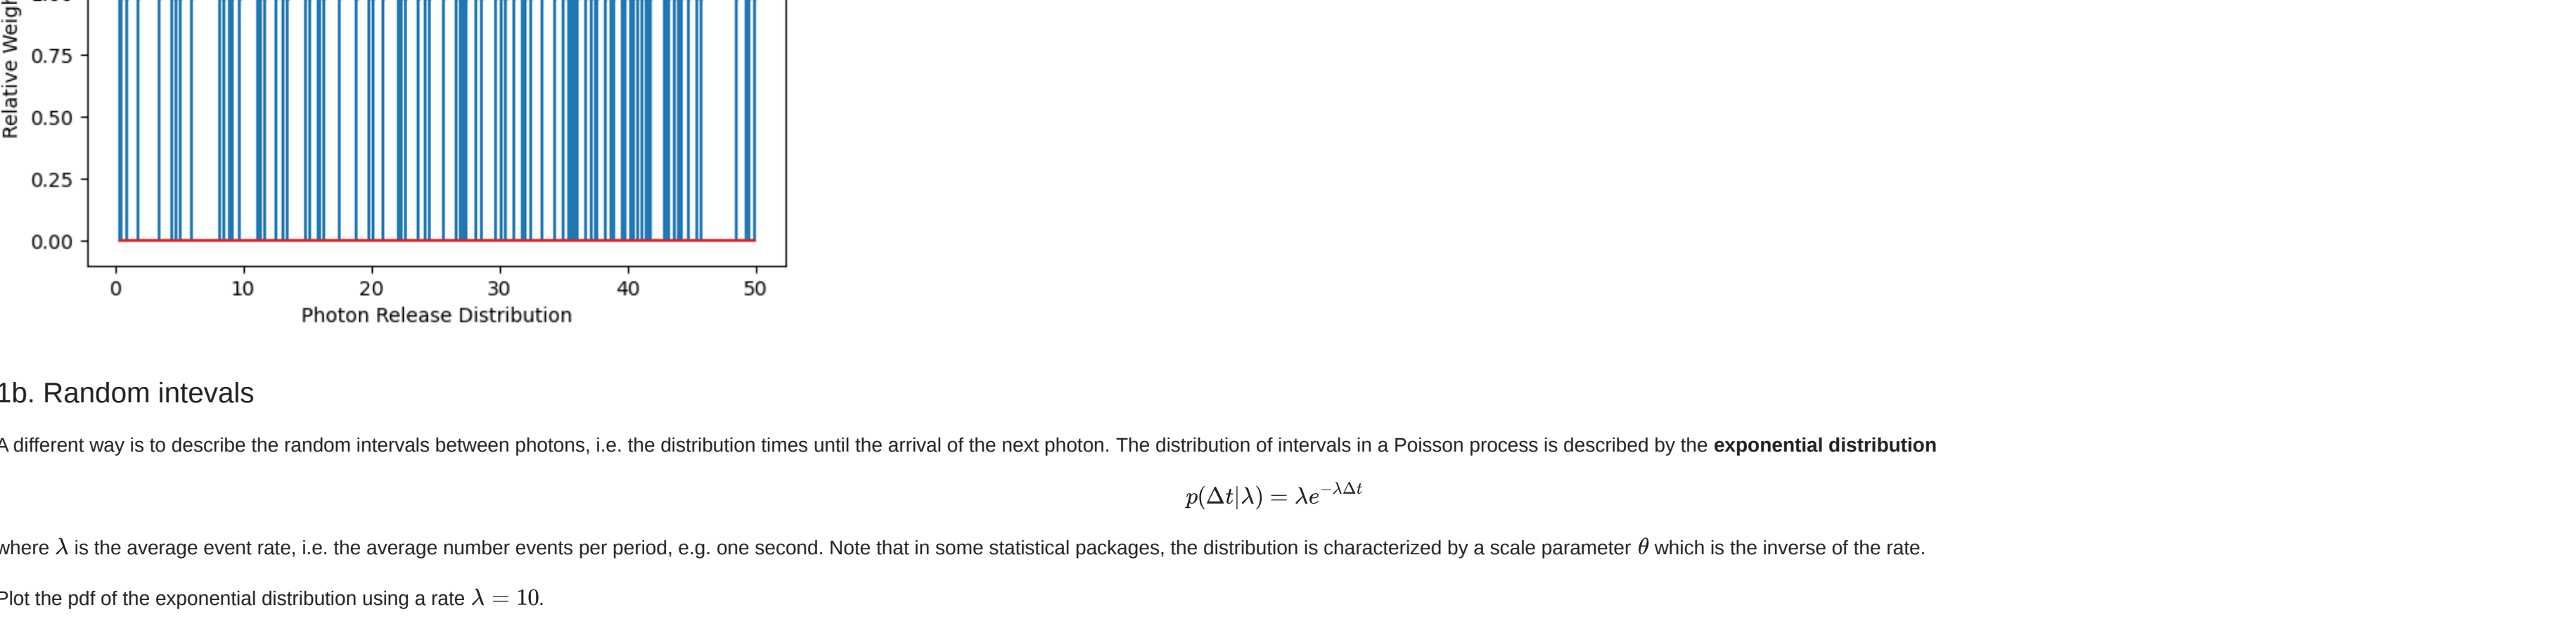 Relative Weigh
0.75
0.50
0.25
0.00
0 10 20 30 40 50
Photon Release Distribution
1b. Random intevals
A different way is to describe the random intervals between photons, i.e. the distribution times until the arrival of the next photon. The distribution of intervals in a Poisson process is described by the exponential distribution
p(Δt|λ) = λe^{−λΔt}
where λ is the average event rate, i.e. the average number events per period, e.g. one second. Note that in some statistical packages, the distribution is characterized by a scale parameter θ which is the inverse of the rate.
Plot the pdf of the exponential distribution using a rate λ = 10.